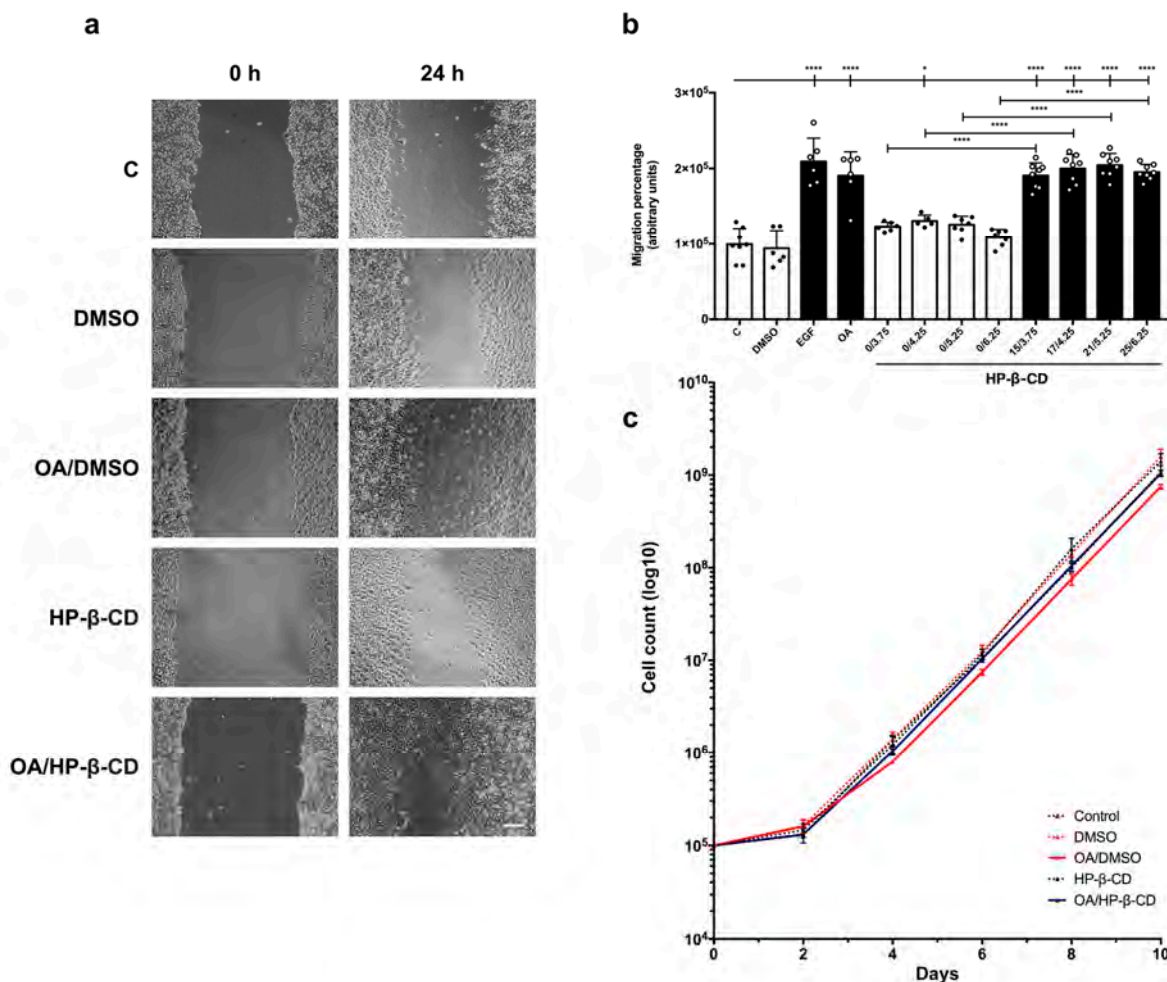 a
0 h
24 h
C
DMSO
OA/DMSO
HP-β-CD
OA/HP-β-CD
b
**** **** * **** **** **** ****
****
****
****
****
3×10⁵
2×10⁵
1×10⁵
0
Migration percentage
(arbitrary units)
C
DMSO
EGF
OA
0/3.75
0/4.25
0/5.25
0/6.25
15/3.75
17/4.25
21/5.25
25/6.25
HP-β-CD
c
10¹⁰
10⁹
10⁸
10⁷
10⁶
10⁵
10⁴
Cell count (log10)
Control
DMSO
OA/DMSO
HP-β-CD
OA/HP-β-CD
0 2 4 6 8 10
Days